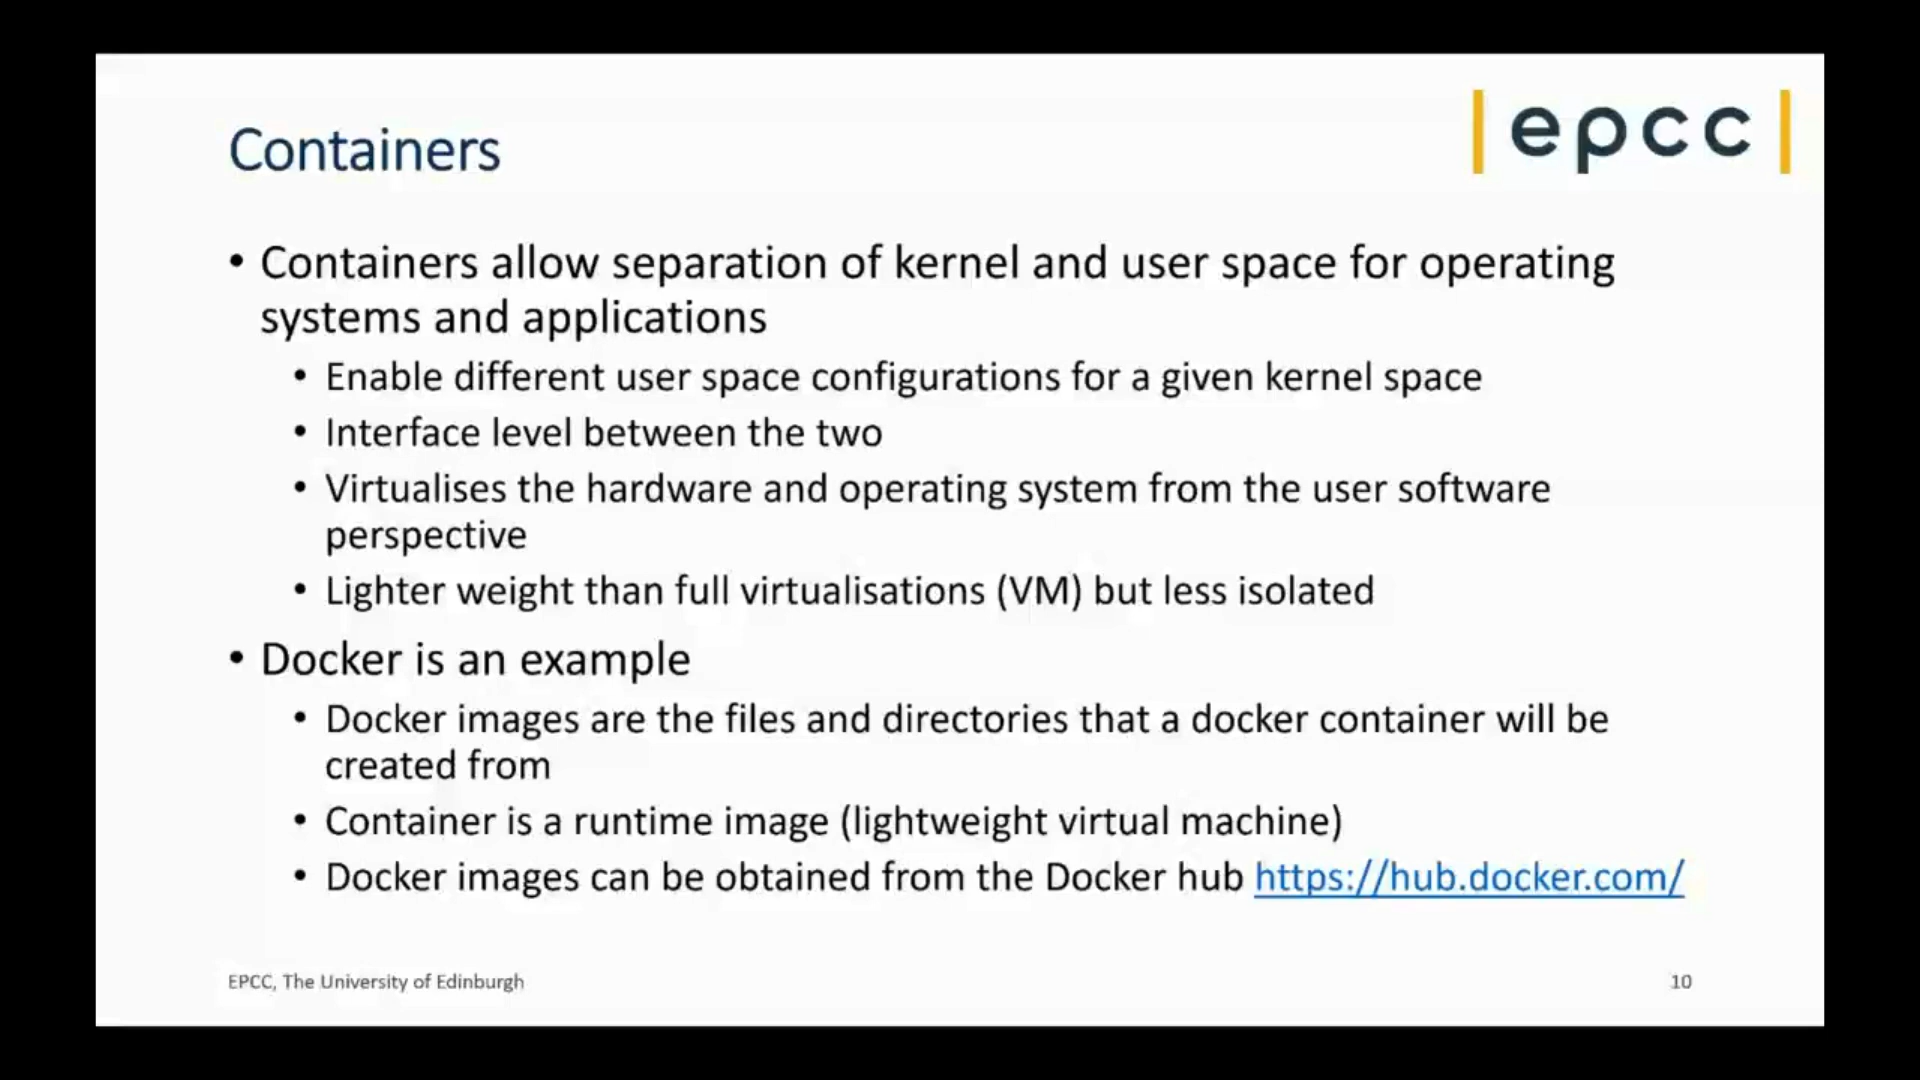 epcc
Containers
• Containers allow separation of kernel and user space for operating
systems and applications
• Enable different user space configurations for a given kernel space
• Interface level between the two
• Virtualises the hardware and operating system from the user software
perspective
• Lighter weight than full virtualisations (VM) but less isolated
• Docker is an example
• Docker images are the files and directories that a docker container will be
created from
• Container is a runtime image (lightweight virtual machine)
• Docker images can be obtained from the Docker hub https://hub.docker.com/
EPCC, The University of Edinburgh
10